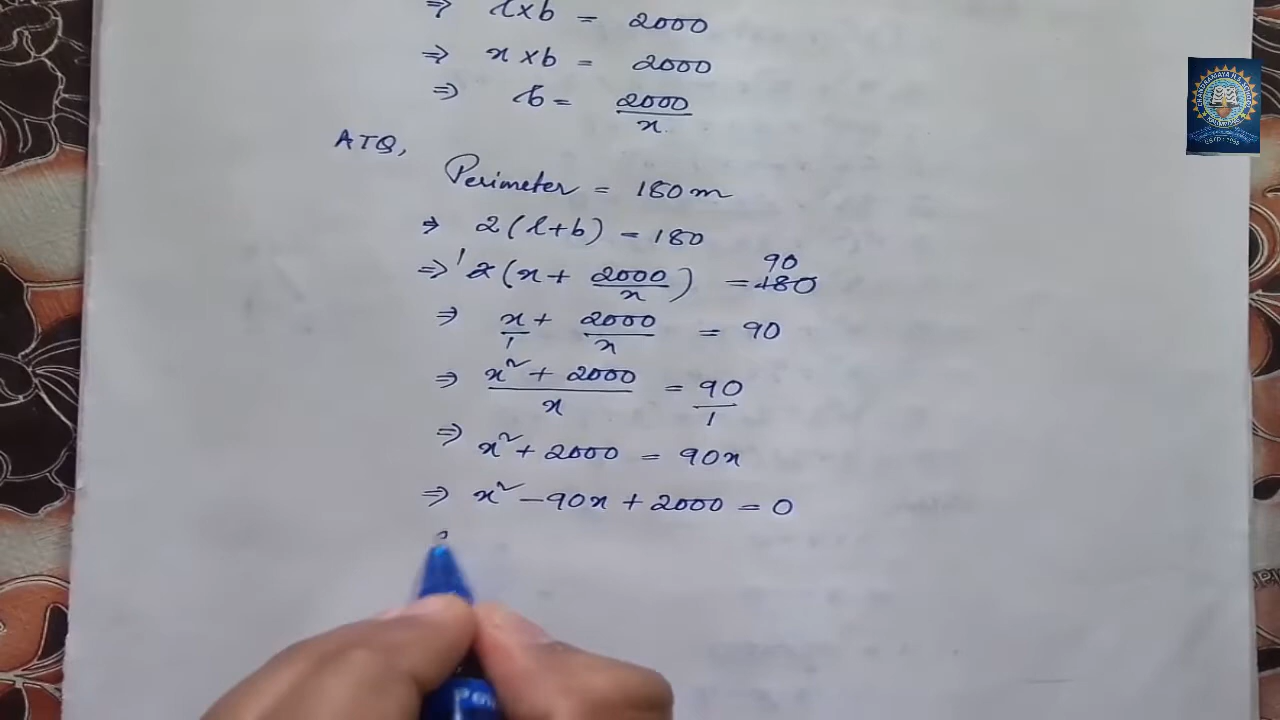 ⇒ l×b = 2000
⇒ x×b = 2000
⇒ b = 2000/x.
ATQ,
Perimeter = 180m
⇒ 2(l+b) = 180
⇒ 1 2(x + 2000/x) = 180 90
⇒ x/1 + 2000/x = 90
⇒ x² + 2000/x = 90/1
⇒ x² + 2000 = 90x
⇒ x² - 90x + 2000 = 0